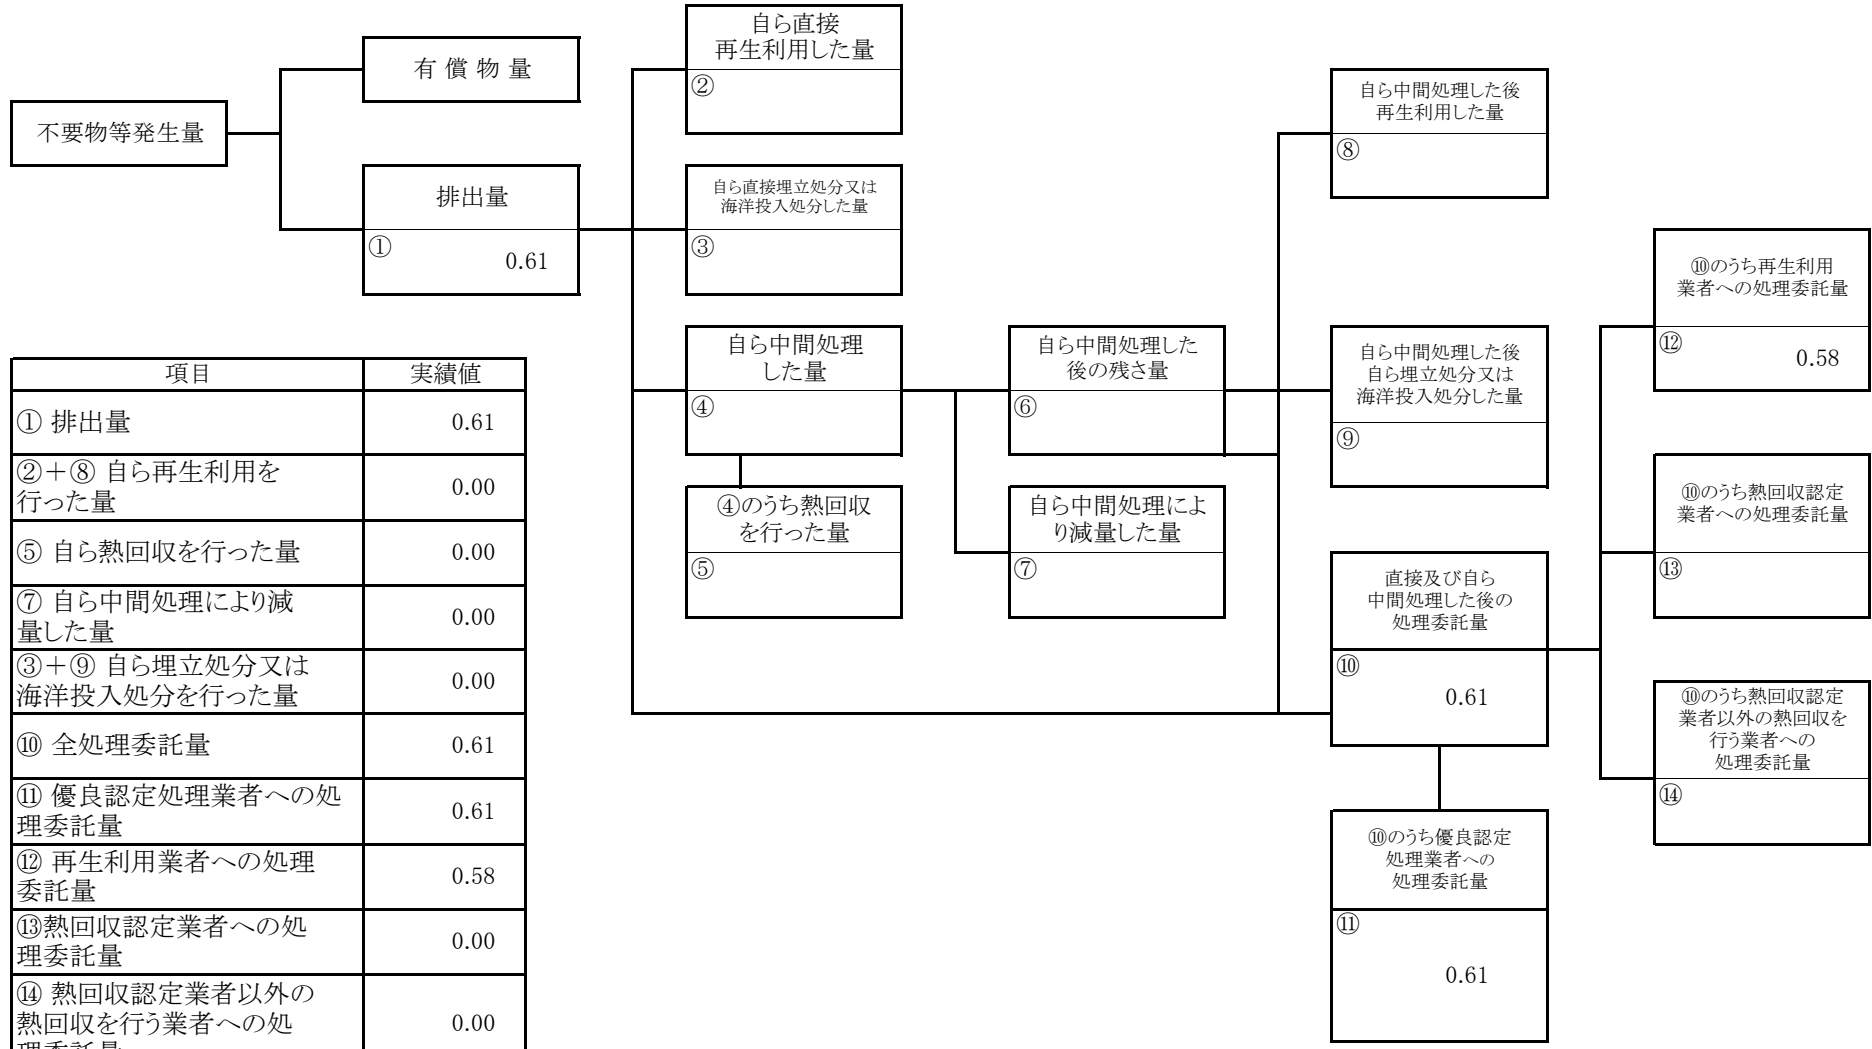 自ら直接
再生利用した量
②
有 償 物 量
不要物等発生量
排出量
①
0.61
自ら直接埋立処分又は
海洋投入処分した量
③
自ら中間処理した後
再生利用した量
⑧
⑩のうち再生利用
業者への処理委託量
⑫
0.58
自ら中間処理
した量
④
自ら中間処理した
後の残さ量
⑥
自ら中間処理した後
自ら埋立処分又は
海洋投入処分した量
⑨
④のうち熱回収
を行った量
⑤
自ら中間処理によ
り減量した量
⑦
⑩のうち熱回収認定
業者への処理委託量
⑬
直接及び自ら
中間処理した後の
処理委託量
⑩
0.61
⑩のうち熱回収認定
業者以外の熱回収を
行う業者への
処理委託量
⑭
⑩のうち優良認定
処理業者への
処理委託量
⑪
0.61
項目 実績値
① 排出量 0.61
②＋⑧ 自ら再生利用を
行った量 0.00
⑤ 自ら熱回収を行った量 0.00
⑦ 自ら中間処理により減
量した量 0.00
③＋⑨ 自ら埋立処分又は
海洋投入処分を行った量 0.00
⑩ 全処理委託量 0.61
⑪ 優良認定処理業者への処
理委託量 0.61
⑫ 再生利用業者への処理
委託量 0.58
⑬熱回収認定業者への処
理委託量 0.00
⑭ 熱回収認定業者以外の
熱回収を行う業者への処 0.00
理委託量